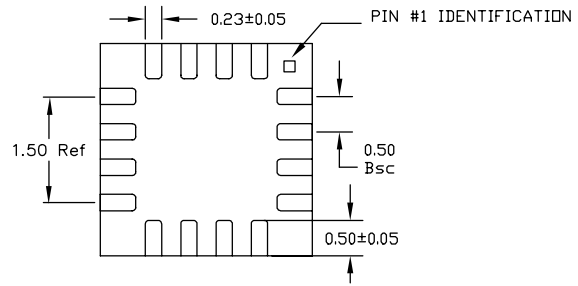 0.23±0.05
PIN #1 IDENTIFICATION
1.50 Ref
0.50
Bsc
0.50±0.05